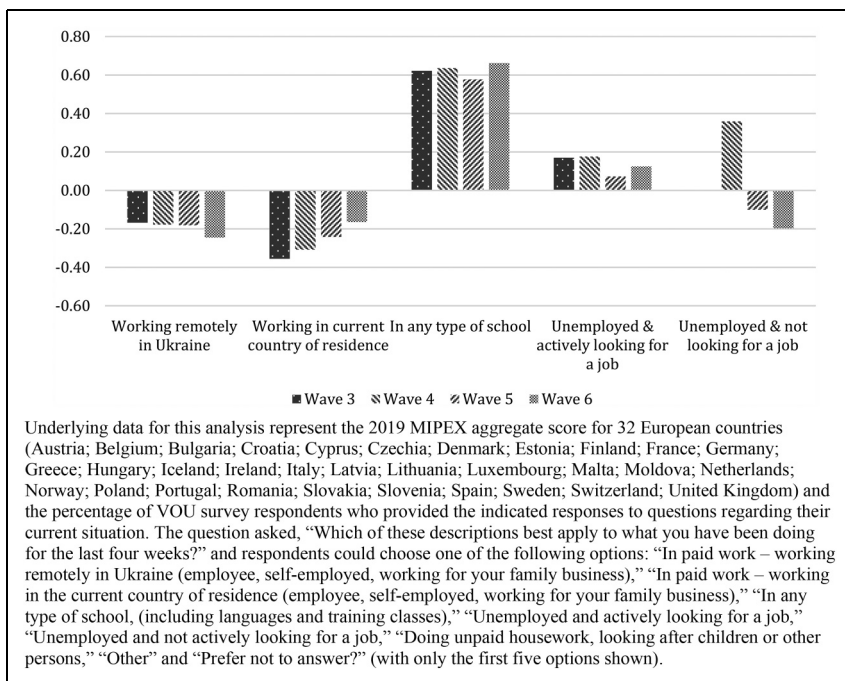 0.80
0.60
0.40
0.20
0.00
-0.20
-0.40
-0.60
Working remotely in Ukraine
Working in current country of residence
In any type of school
Unemployed & actively looking for a job
Unemployed & not looking for a job
Wave 3 Wave 4 Wave 5 Wave 6
Underlying data for this analysis represent the 2019 MIPEX aggregate score for 32 European countries
(Austria; Belgium; Bulgaria; Croatia; Cyprus; Czechia; Denmark; Estonia; Finland; France; Germany;
Greece; Hungary; Iceland; Ireland; Italy; Latvia; Lithuania; Luxembourg; Malta; Moldova; Netherlands;
Norway; Poland; Portugal; Romania; Slovakia; Slovenia; Spain; Sweden; Switzerland; United Kingdom) and
the percentage of VOU survey respondents who provided the indicated responses to questions regarding their
current situation. The question asked, “Which of these descriptions best apply to what you have been doing
for the last four weeks?” and respondents could choose one of the following options: “In paid work – working
remotely in Ukraine (employee, self-employed, working for your family business),” “In paid work – working
in the current country of residence (employee, self-employed, working for your family business),” “In any
type of school, (including languages and training classes),” “Unemployed and actively looking for a job,”
“Unemployed and not actively looking for a job,” “Doing unpaid housework, looking after children or other
persons,” “Other” and “Prefer not to answer?” (with only the first five options shown).